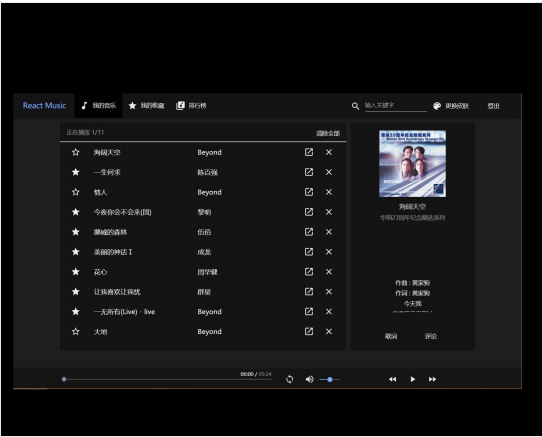 React Music 我的音乐 我的收藏 排行榜 输入关键字 更换皮肤 登出
正在播放 1/11 清除全部
海阔天空 Beyond
一生何求 陈百强
情人 Beyond
今夜你会不会来(国) 黎明
挪威的森林 伍佰
美丽的神话 I 成龙
花心 周华健
让我欢喜让我忧 群星
一无所有(Live) - live Beyond
大地 Beyond
海阔天空
华纳23周年纪念精选系列
作曲 : 黄家驹
作词 : 黄家驹
今天我
歌词 评论
00:00 / 05:24